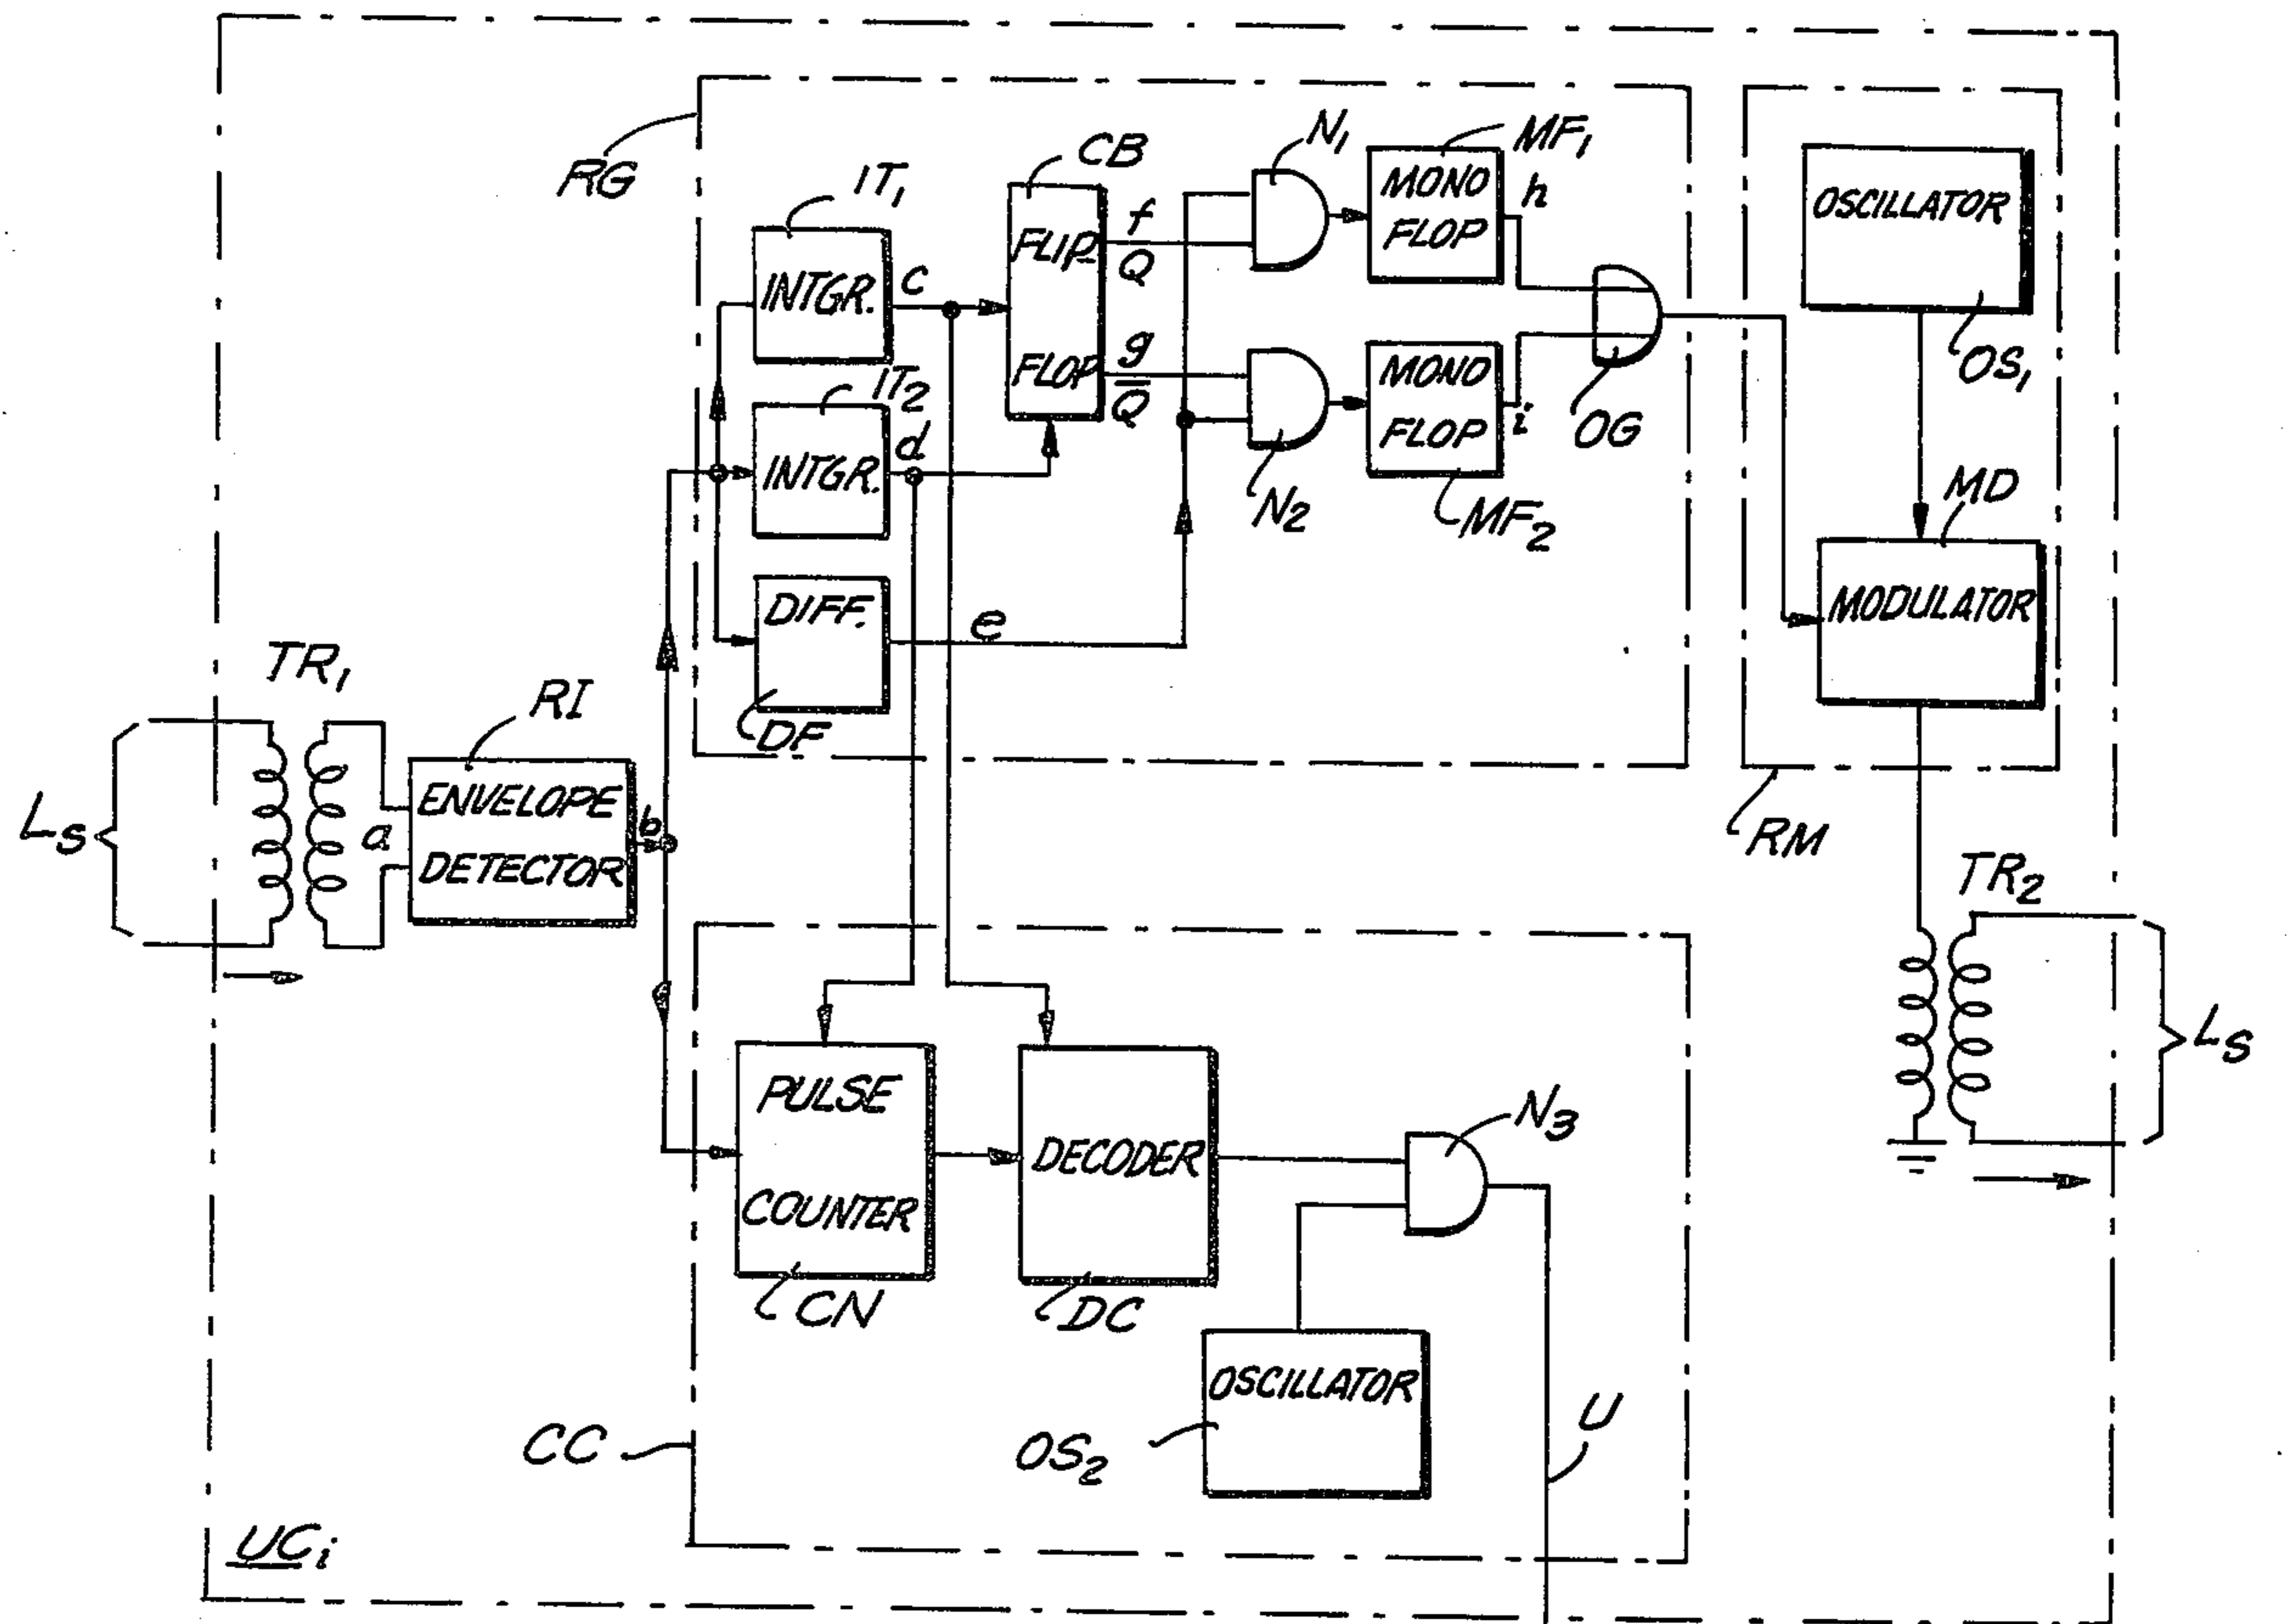 RG
IT1
INTGR.
c
IT2
INTGR.
d
DIFF.
DF
e
CB
FLIP
FLOP
f
Q
g
Q̅
N1
N2
MF1
MONO
FLOP
h
MONO
FLOP
i
MF2
OG
OSCILLATOR
OS1
MD
MODULATOR
RM
TR1
RI
LS
a
ENVELOPE
DETECTOR
b
TR2
LS
PULSE
COUNTER
CN
DECODER
DC
N3
OSCILLATOR
OS2
U
CC
UCi